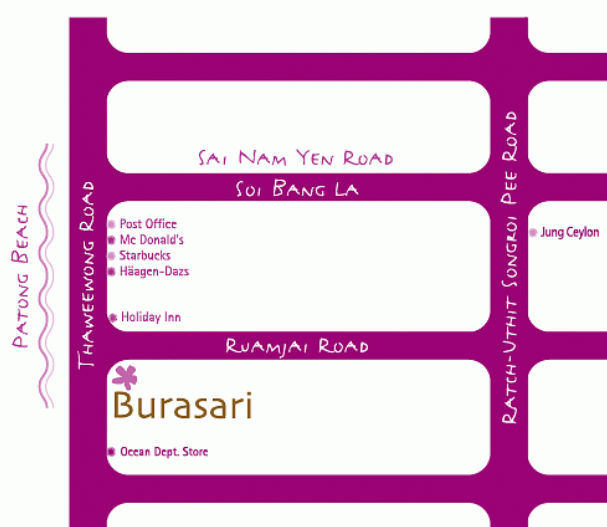 Sai Nam Yen Road
Soi Bang La
Patong Beach
Thaweewong Road
Ratch-Uthit Songroi Pee Road
Post Office
Mc Donald's
Starbucks
Häagen-Dazs
Holiday Inn
Jung Ceylon
Ruamjai Road
Burasari
Ocean Dept. Store